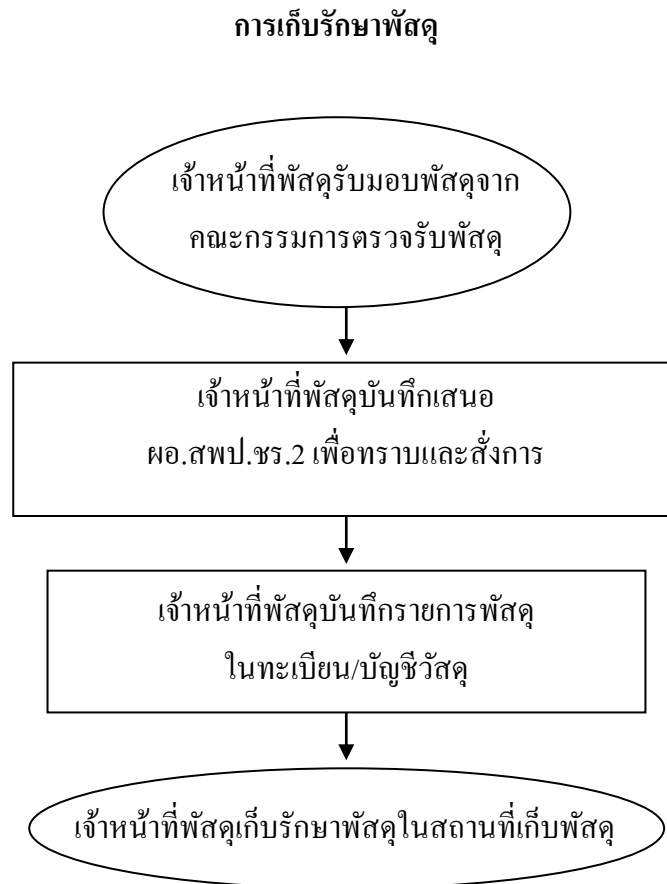 การเก็บรักษาพัสดุ
เจ้าหน้าที่พัสดุรับมอบพัสดุจาก
คณะกรรมการตรวจรับพัสดุ
เจ้าหน้าที่พัสดุบันทึกเสนอ
ผอ.สพป.ชร.2 เพื่อทราบและสั่งการ
เจ้าหน้าที่พัสดุบันทึกรายการพัสดุ
ในทะเบียน/บัญชีวัสดุ
เจ้าหน้าที่พัสดุเก็บรักษาพัสดุในสถานที่เก็บพัสดุ